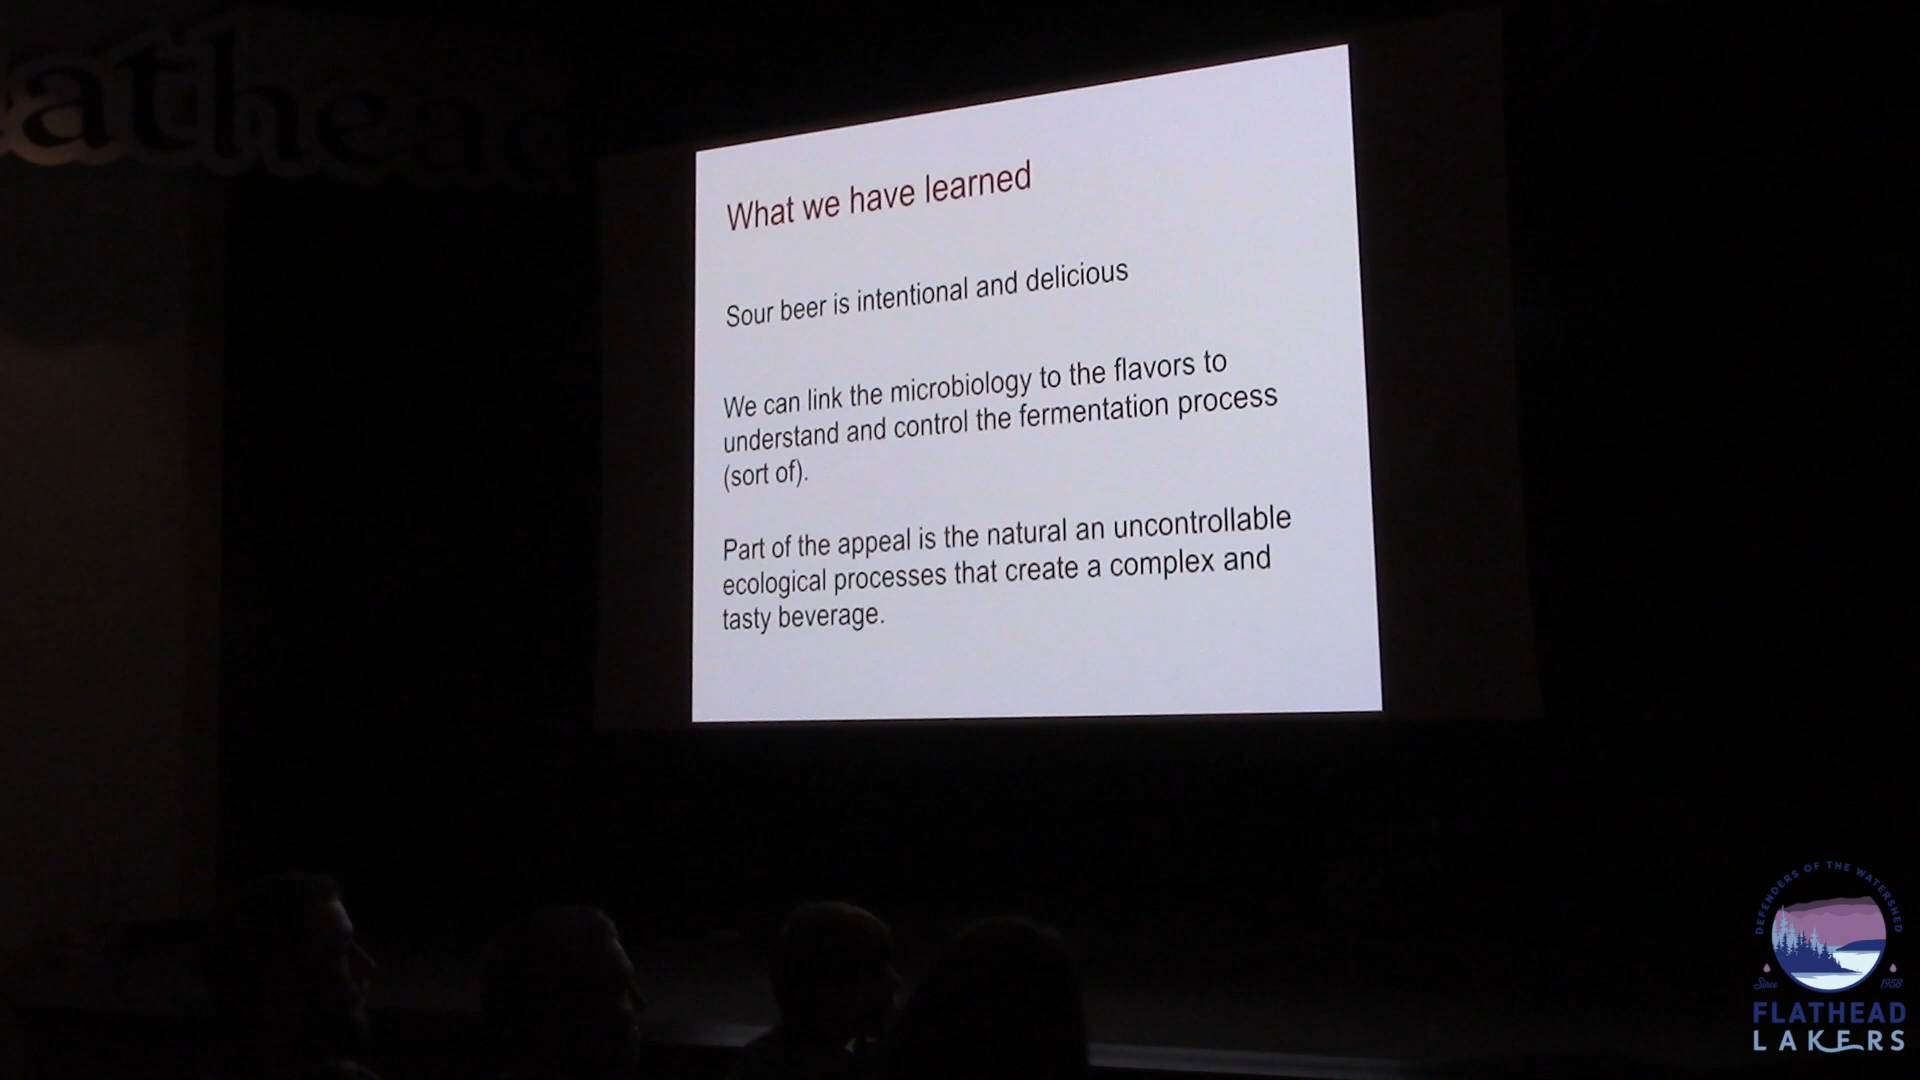 athead
What we have learned
Sour beer is intentional and delicious
We can link the microbiology to the flavors to
understand and control the fermentation process
(sort of).
Part of the appeal is the natural an uncontrollable
ecological processes that create a complex and
tasty beverage.
DEFENDERS OF THE WATERSHED
Since 1958
FLATHEAD
LAKERS